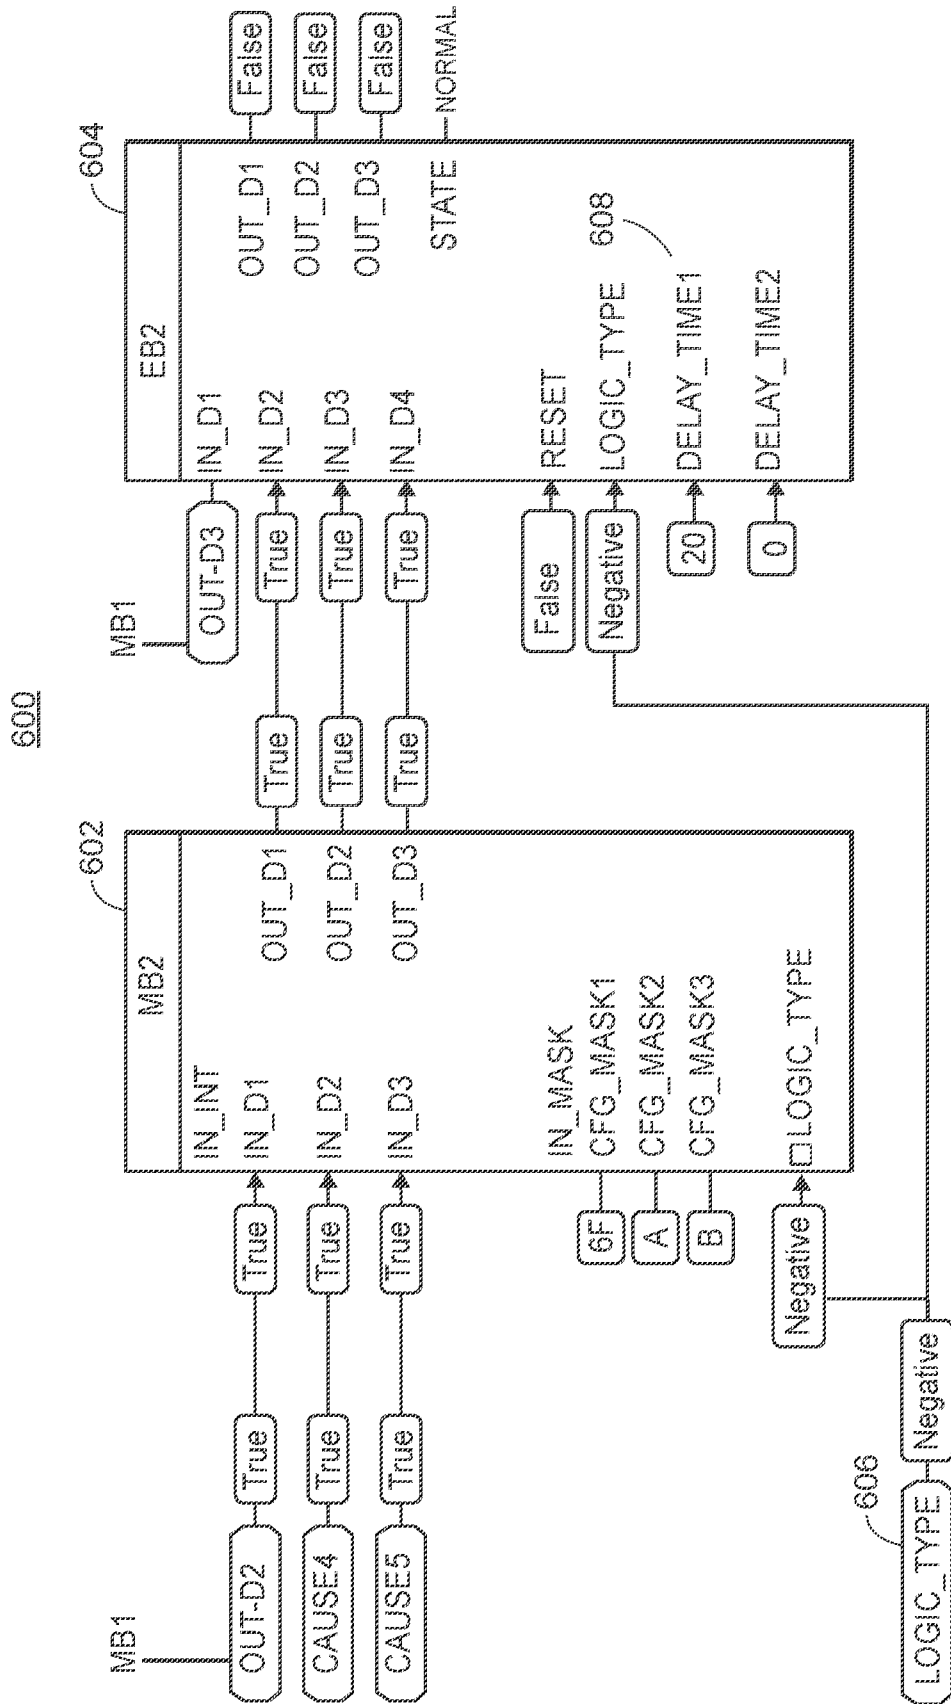 600
MB1
OUT-D2
True
True
CAUSE4
True
True
CAUSE5
True
True
602
MB2
IN_INT
IN_D1
IN_D2
IN_D3
OUT_D1
OUT_D2
OUT_D3
IN_MASK
6F
CFG_MASK1
A
CFG_MASK2
B
CFG_MASK3
Negative
LOGIC_TYPE
606
LOGIC_TYPE
Negative
True
True
True
True
True
True
MB1
OUT-D3
604
EB2
IN_D1
IN_D2
IN_D3
IN_D4
OUT_D1
False
OUT_D2
False
OUT_D3
False
STATE
NORMAL
False
RESET
Negative
LOGIC_TYPE
608
20
DELAY_TIME1
0
DELAY_TIME2